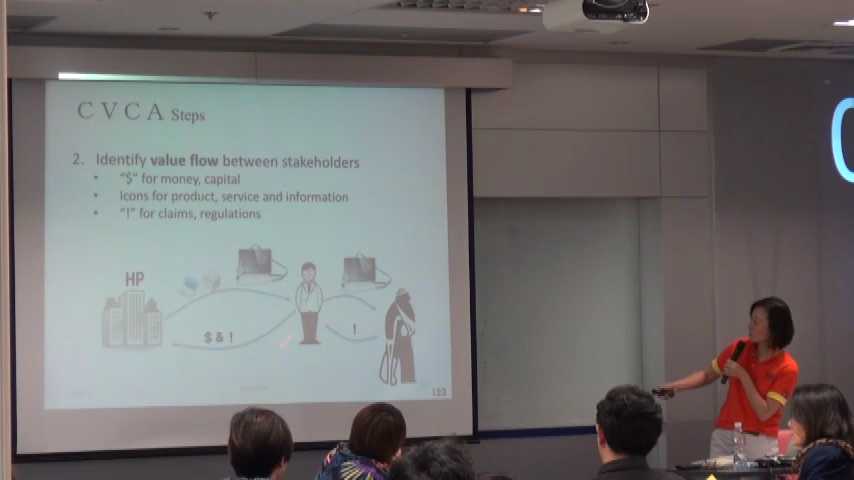 C V C A Steps
2. Identify value flow between stakeholders
• “$” for money, capital
• Icons for product, service and information
• “!” for claims, regulations
HP
$ & !
!
123